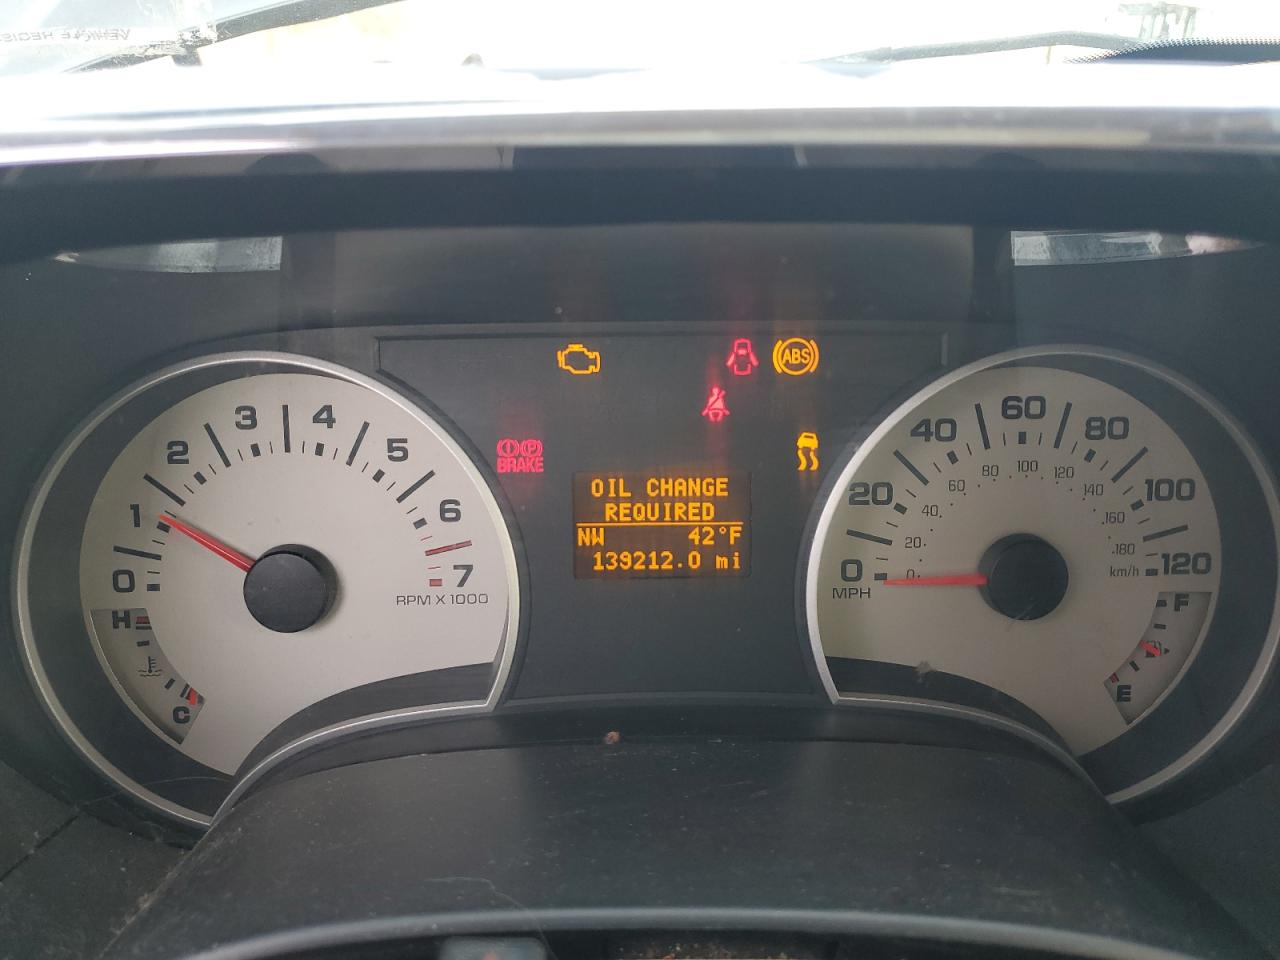 VEHICLE REGIS
ABS
BRAKE
OIL CHANGE
REQUIRED
NW 42°F
139212.0 mi
0 1 2 3 4 5 6 7
RPM X 1000
H
C
0 20 40 60 80 100 120
MPH
0 20 40 60 80 100 120 140 160 180
km/h
F
E